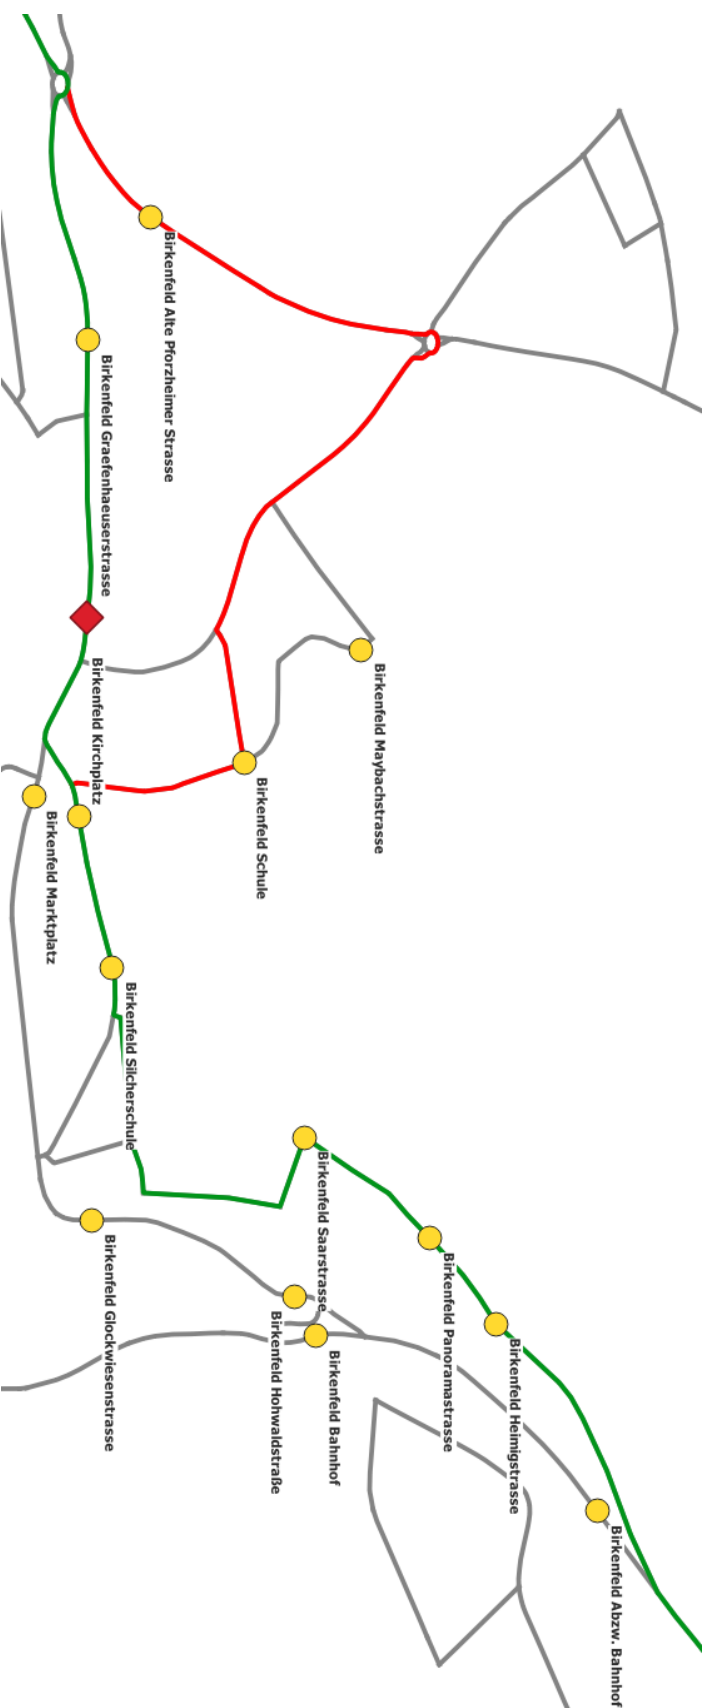 Birkenfeld Alte Pforzheimer Strasse
Birkenfeld Graefenhaeuserstrasse
Birkenfeld Kirchplatz
Birkenfeld Maybachstrasse
Birkenfeld Schule
Birkenfeld Marktplatz
Birkenfeld Silcherschule
Birkenfeld Saarstrasse
Birkenfeld Glockwiesenstrasse
Birkenfeld Panoramastrasse
Birkenfeld Hohwaldstraße
Birkenfeld Bahnhof
Birkenfeld Heimigstrasse
Birkenfeld Abzw. Bahnhof